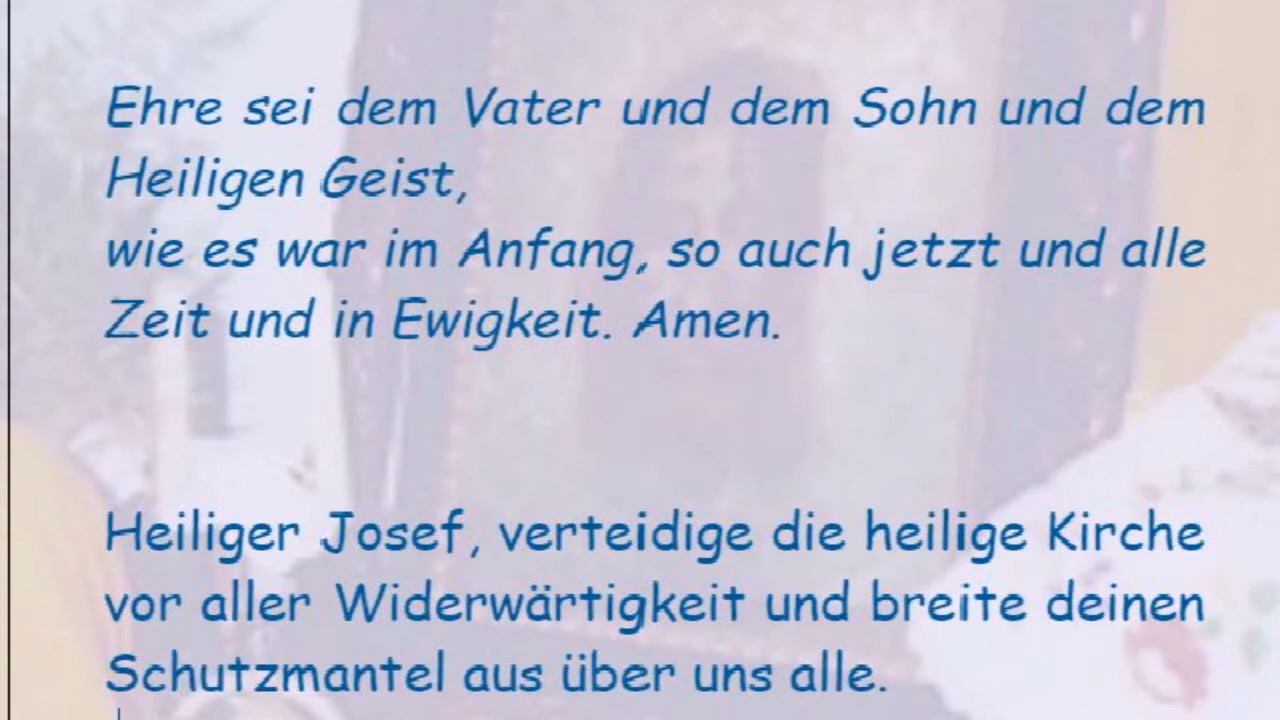 Ehre sei dem Vater und dem Sohn und dem
Heiligen Geist,
wie es war im Anfang, so auch jetzt und alle
Zeit und in Ewigkeit. Amen.
Heiliger Josef, verteidige die heilige Kirche
vor aller Widerwärtigkeit und breite deinen
Schutzmantel aus über uns alle.